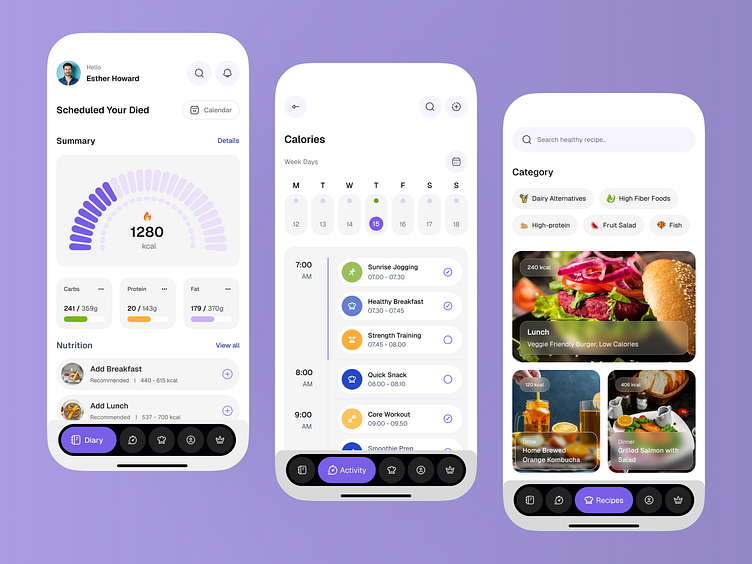 Hello
Esther Howard
Scheduled Your Died
Calendar
Summary
Details
1280
kcal
Carbs
241 / 359g
Protein
20 / 143g
Fat
179 / 370g
Nutrition
View all
Add Breakfast
Recommended | 440 - 615 kcal
Add Lunch
Recommended | 537 - 700 kcal
Diary
Calories
Week Days
M T W T F S S
12 13 14 15 16 17 18
7:00
AM
Sunrise Jogging
07.00 - 07.30
Healthy Breakfast
07.30 - 07.45
Strength Training
07.45 - 08.00
8:00
AM
Quick Snack
08.00 - 08.10
9:00
AM
Core Workout
09.00 - 09.50
Smoothie Prep
Activity
Search healthy recipe..
Category
Dairy Alternatives
High Fiber Foods
High-protein
Fruit Salad
Fish
240 kcal
Lunch
Veggie Friendly Burger, Low Calories
120 kcal
Drink
Home Brewed
Orange Kombucha
406 kcal
Dinner
Grilled Salmon with
Salad
Recipes